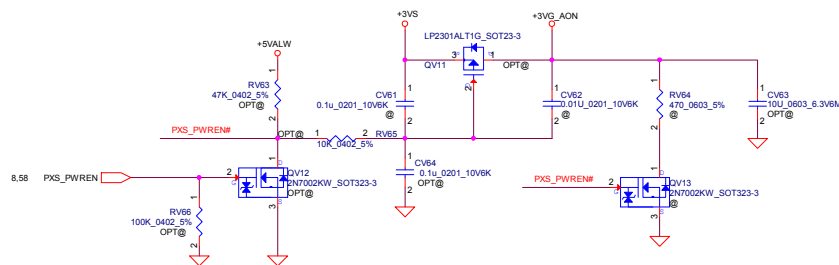 +3VS
+3VG_AON
LP2301ALT1G_SOT23-3
+5VALW
3
1
QV11
OPT@
2
1
RV63
47K_0402_5%
OPT@
2
1
CV61
0.1u_0201_10V6K
@
2
1
CV62
0.01U_0201_10V6K
@
2
1
RV64
470_0603_5%
@
2
1
CV63
10U_0603_6.3V6M
OPT@
2
PXS_PWREN#
OPT@
1
2
RV65
10K_0402_5%
1
CV64
0.1u_0201_10V6K
OPT@
2
8,58
PXS_PWREN
2
G
1
D
QV12
2N7002KW_SOT323-3
OPT@
3
S
1
RV66
100K_0402_5%
OPT@
2
PXS_PWREN#
2
G
1
D
QV13
2N7002KW_SOT323-3
@
3
S